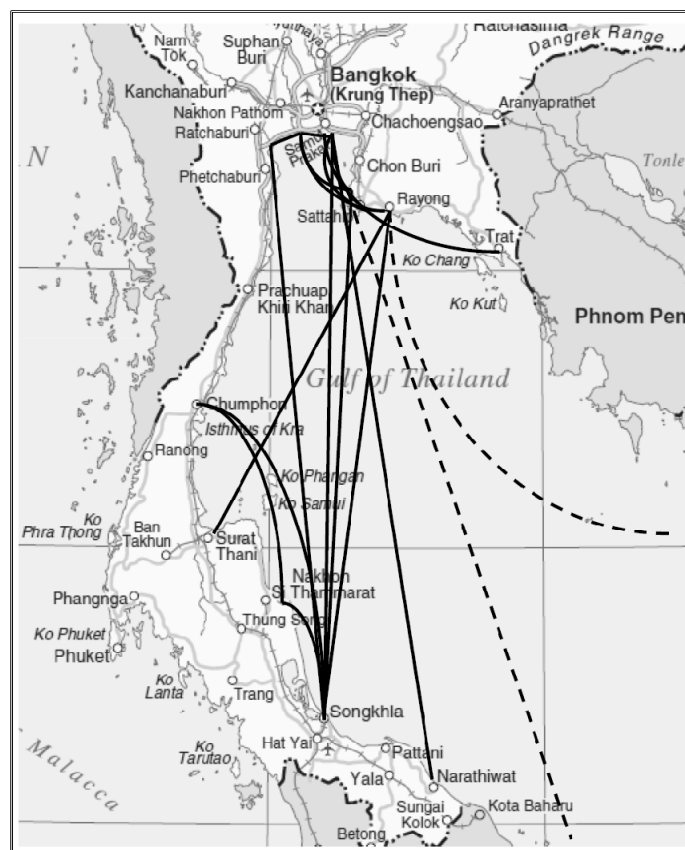 Ratchasima
Nam
Tok
Suphan
Buri
Dangrek Range
Bangkok
(Krung Thep)
Kanchanaburi
Nakhon Pathom
Aranyaprathet
Ratchaburi
Samut
Prakan
Chachoengsao
N
Phetchaburi
Chon Buri
Tonle
Rayong
Sattahip
Trat
Ko Chang
Ko Kut
Prachuap
Khiri Khan
Phnom Pen
Gulf of Thailand
Chumphon
Isthmus of Kra
Ranong
Ko Phangan
Ko Samui
Ko
Phra Thong
Ban
Takhun
Surat
Thani
Nakhon
Si Thammarat
Phangnga
Thung Song
Ko Phuket
Phuket
Ko
Lanta
Trang
Songkhla
Hat Yai
Pattani
Ko
Tarutao
Malacca
Yala
Narathiwat
Sungai
Kolok
Kota Baharu
Betong